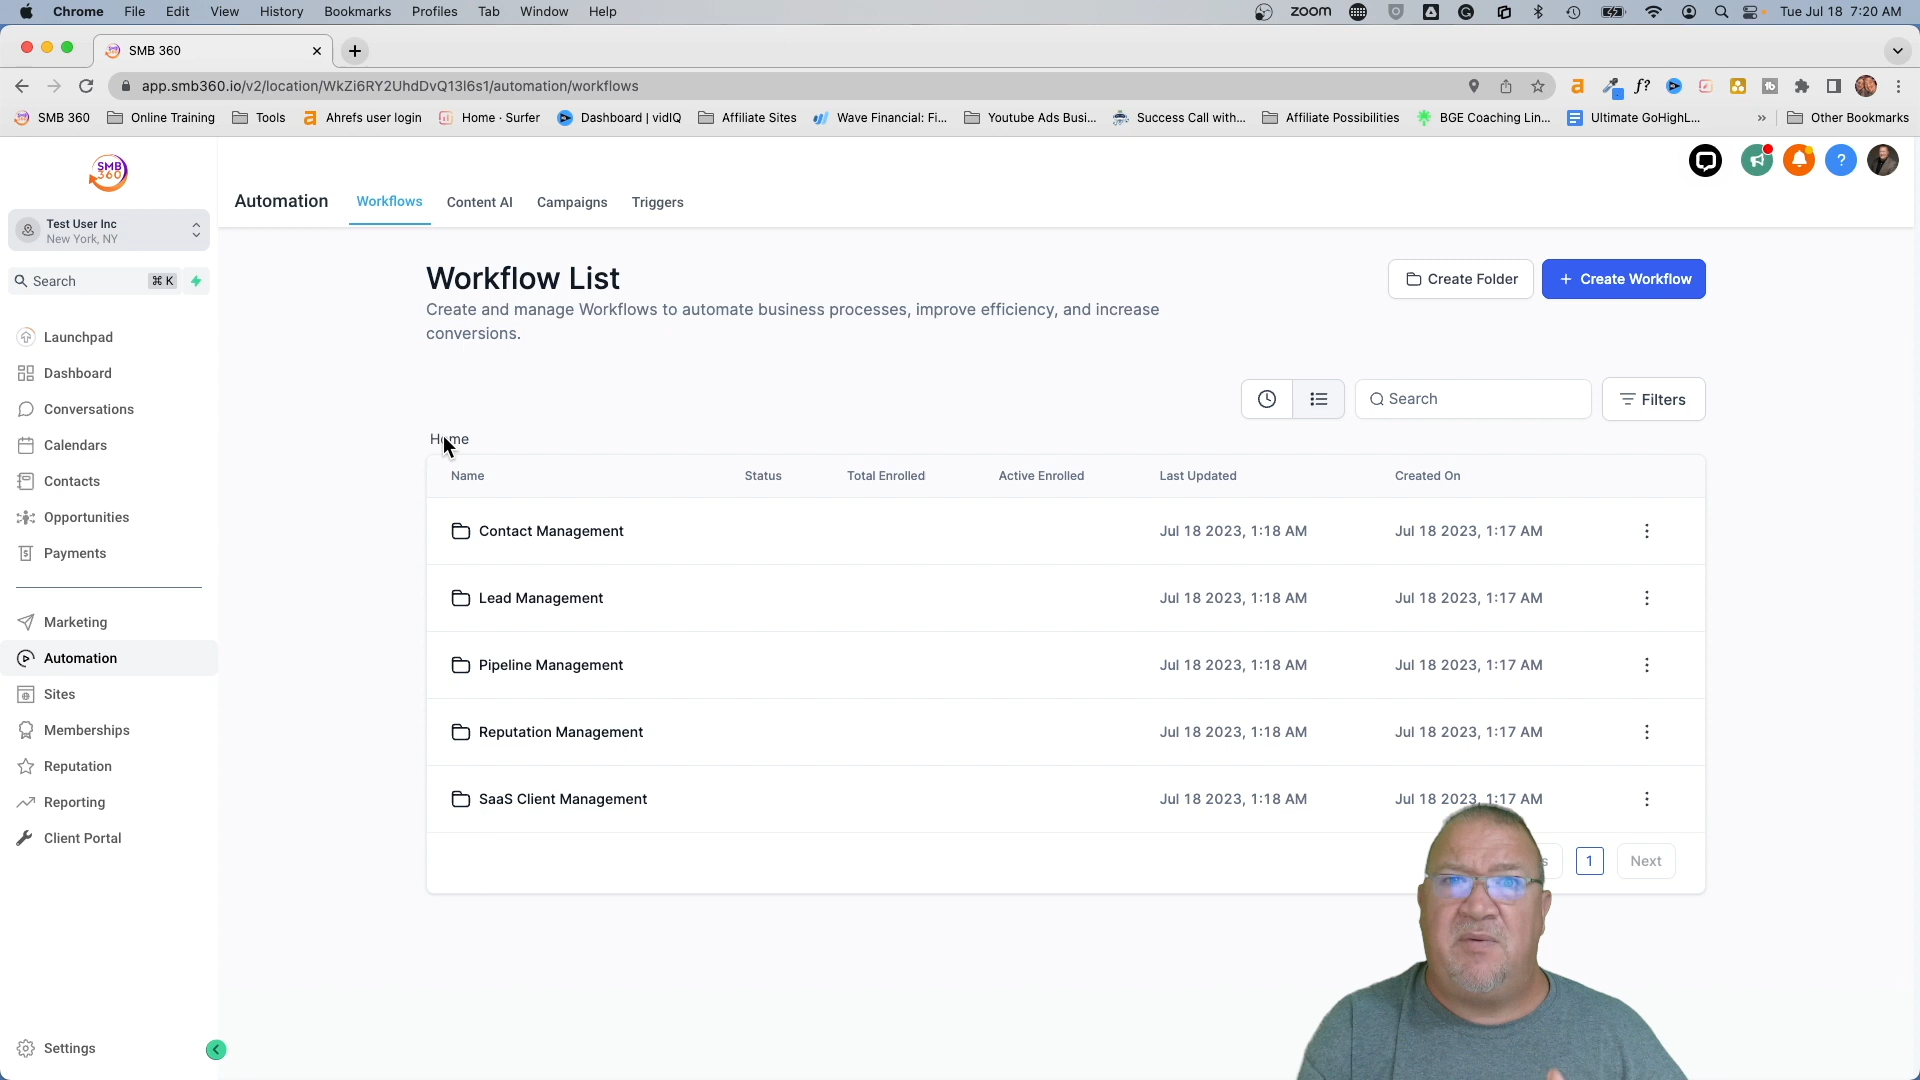 Chrome File Edit View History Bookmarks Profiles Tab Window Help
zoom
Tue Jul 18 7:20 AM
SMB 360
app.smb360.io/v2/location/WkZi6RY2UhdDvQ13l6s1/automation/workflows
f?
SMB 360
Online Training
Tools
Ahrefs user login
Home · Surfer
Dashboard | vidIQ
Affiliate Sites
Wave Financial: Fi...
Youtube Ads Busi...
Success Call with...
Affiliate Possibilities
BGE Coaching Lin...
Ultimate GoHighL...
»
Other Bookmarks
SMB
360
Test User Inc
New York, NY
Search ⌘ K
Launchpad
Dashboard
Conversations
Calendars
Contacts
Opportunities
Payments
Marketing
Automation
Sites
Memberships
Reputation
Reporting
Client Portal
Settings
Automation Workflows Content AI Campaigns Triggers
?
Workflow List
Create and manage Workflows to automate business processes, improve efficiency, and increase
conversions.
Create Folder
+ Create Workflow
Search
Filters
Home
Name Status Total Enrolled Active Enrolled Last Updated Created On
Contact Management Jul 18 2023, 1:18 AM Jul 18 2023, 1:17 AM
Lead Management Jul 18 2023, 1:18 AM Jul 18 2023, 1:17 AM
Pipeline Management Jul 18 2023, 1:18 AM Jul 18 2023, 1:17 AM
Reputation Management Jul 18 2023, 1:18 AM Jul 18 2023, 1:17 AM
SaaS Client Management Jul 18 2023, 1:18 AM Jul 18 2023, 1:17 AM
1 Next